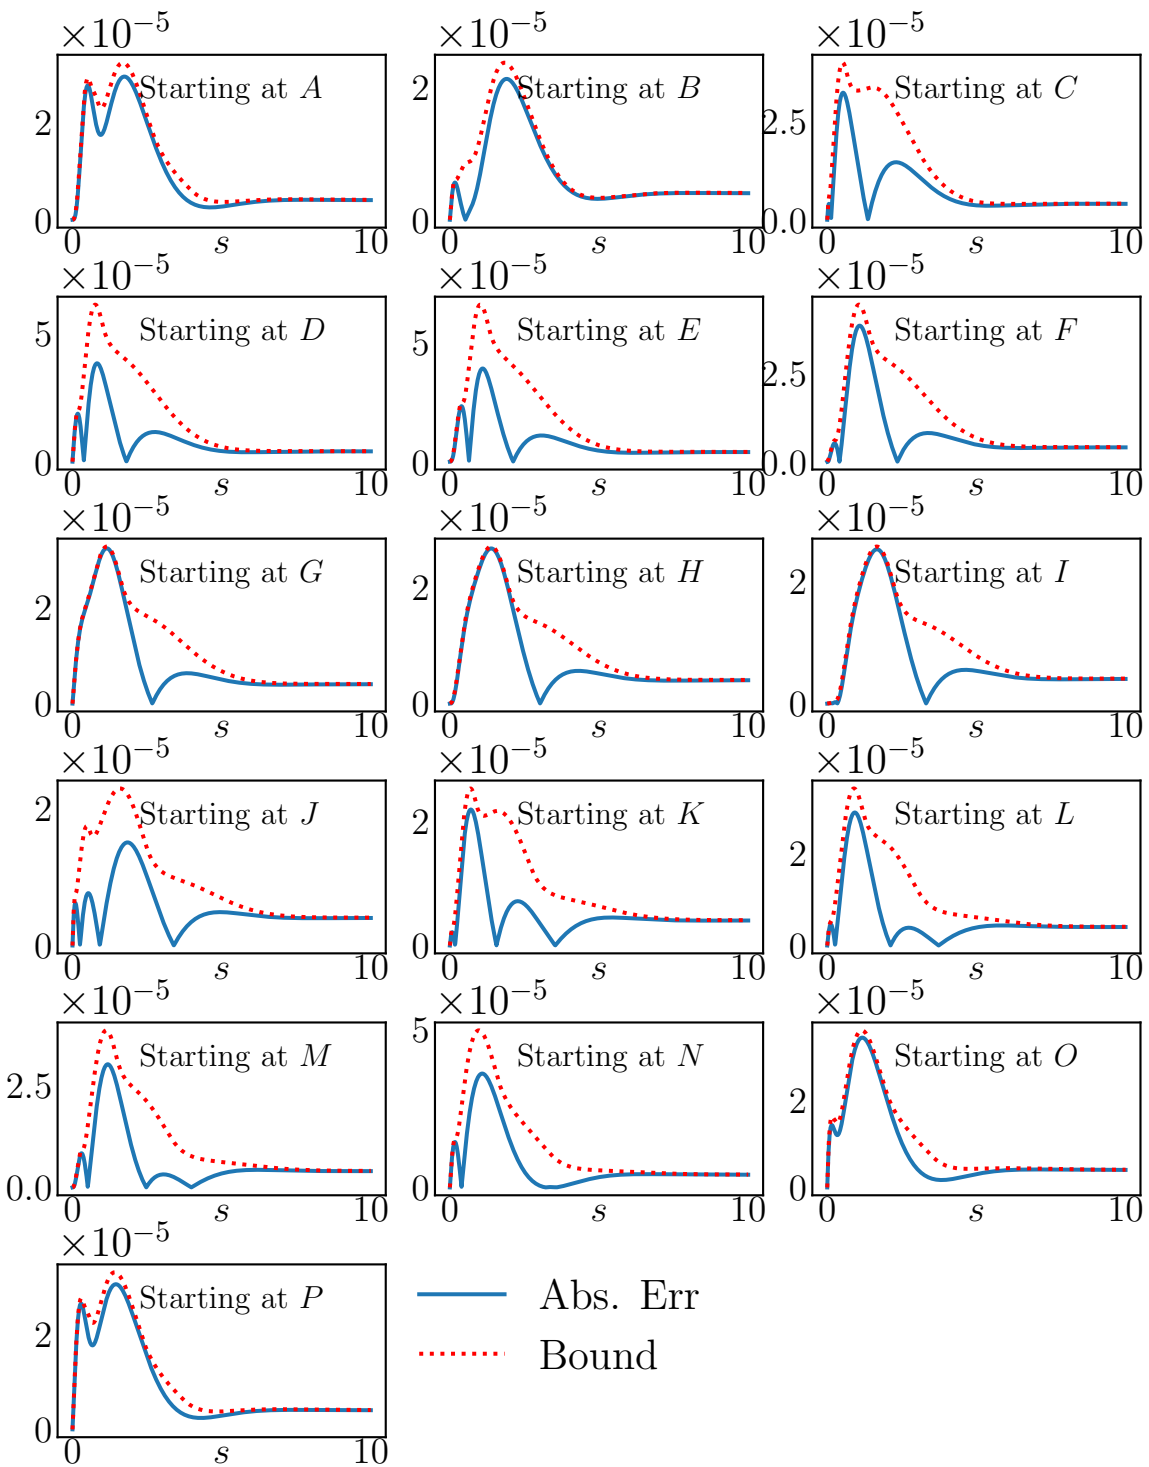 ×10⁻⁵ ×10⁻⁵ ×10⁻⁵
Starting at A Starting at B Starting at C
2 2 2.5
0 0 0.0
0 s 10 0 s 10 0 s 10
×10⁻⁵ ×10⁻⁵ ×10⁻⁵
Starting at D Starting at E Starting at F
5 5 2.5
0 0 0.0
0 s 10 0 s 10 0 s 10
×10⁻⁵ ×10⁻⁵ ×10⁻⁵
Starting at G Starting at H Starting at I
2 2 2
0 0 0
0 s 10 0 s 10 0 s 10
×10⁻⁵ ×10⁻⁵ ×10⁻⁵
Starting at J Starting at K Starting at L
2 2 2
0 0 0
0 s 10 0 s 10 0 s 10
×10⁻⁵ ×10⁻⁵ ×10⁻⁵
Starting at M Starting at N Starting at O
2.5 5 2
0.0 0 0
0 s 10 0 s 10 0 s 10
×10⁻⁵
Starting at P
2
0
0 s 10
Abs. Err
Bound